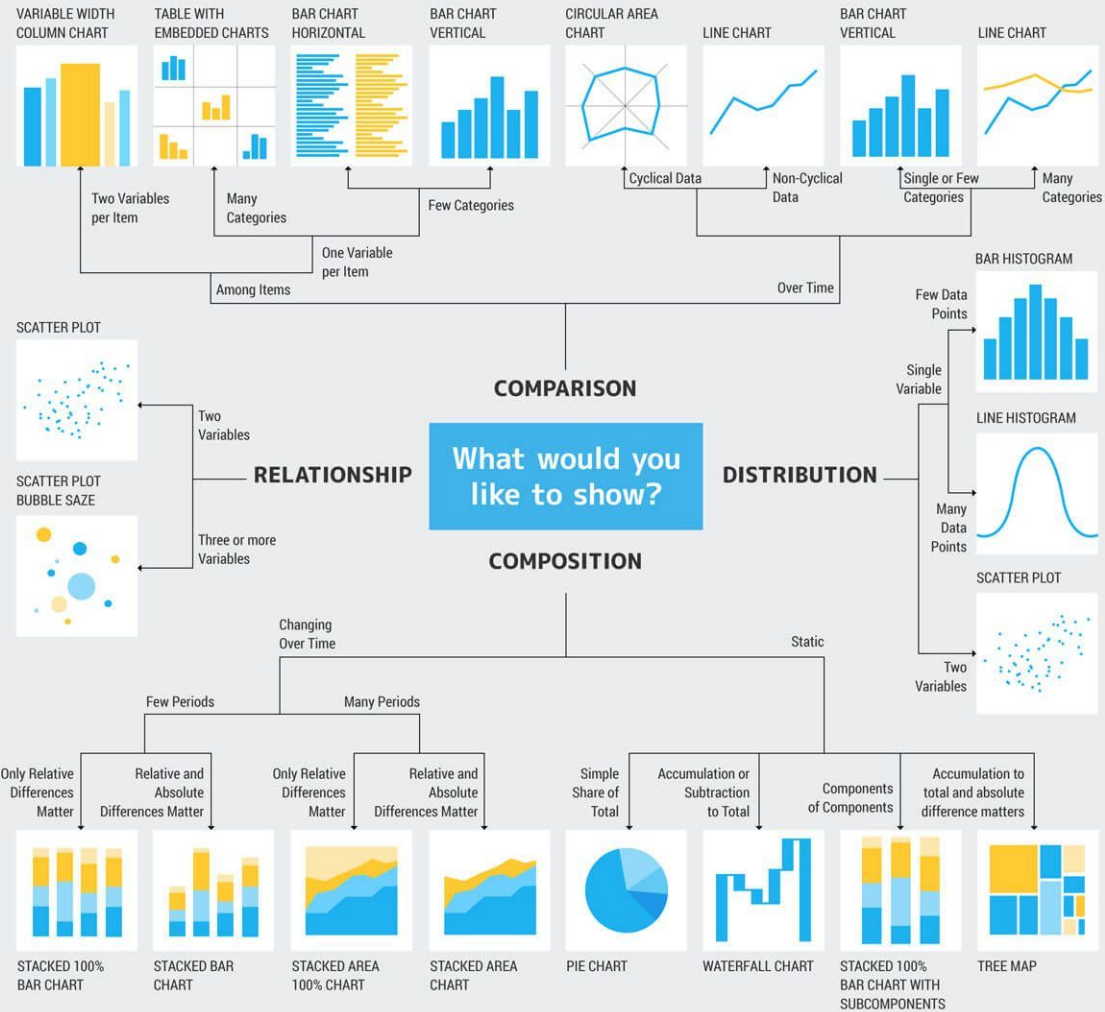 VARIABLE WIDTH
COLUMN CHART
TABLE WITH
EMBEDDED CHARTS
BAR CHART
HORIZONTAL
BAR CHART
VERTICAL
CIRCULAR AREA
CHART
LINE CHART
BAR CHART
VERTICAL
LINE CHART
Two Variables
per Item
Many
Categories
Few Categories
Cyclical Data
Non-Cyclical
Data
Single or Few
Categories
Many
Categories
One Variable
per Item
Among Items
Over Time
BAR HISTOGRAM
Few Data
Points
Single
Variable
SCATTER PLOT
Two
Variables
COMPARISON
LINE HISTOGRAM
RELATIONSHIP
What would you
like to show?
DISTRIBUTION
SCATTER PLOT
BUBBLE SAZE
Many
Data
Points
Three or more
Variables
COMPOSITION
SCATTER PLOT
Two
Variables
Changing
Over Time
Static
Few Periods
Many Periods
Only Relative
Differences
Matter
Relative and
Absolute
Differences Matter
Only Relative
Differences
Matter
Relative and
Absolute
Differences Matter
Simple
Share of
Total
Accumulation or
Subtraction
to Total
Components
of Components
Accumulation to
total and absolute
difference matters
STACKED 100%
BAR CHART
STACKED BAR
CHART
STACKED AREA
100% CHART
STACKED AREA
CHART
PIE CHART
WATERFALL CHART
STACKED 100%
BAR CHART WITH
SUBCOMPONENTS
TREE MAP